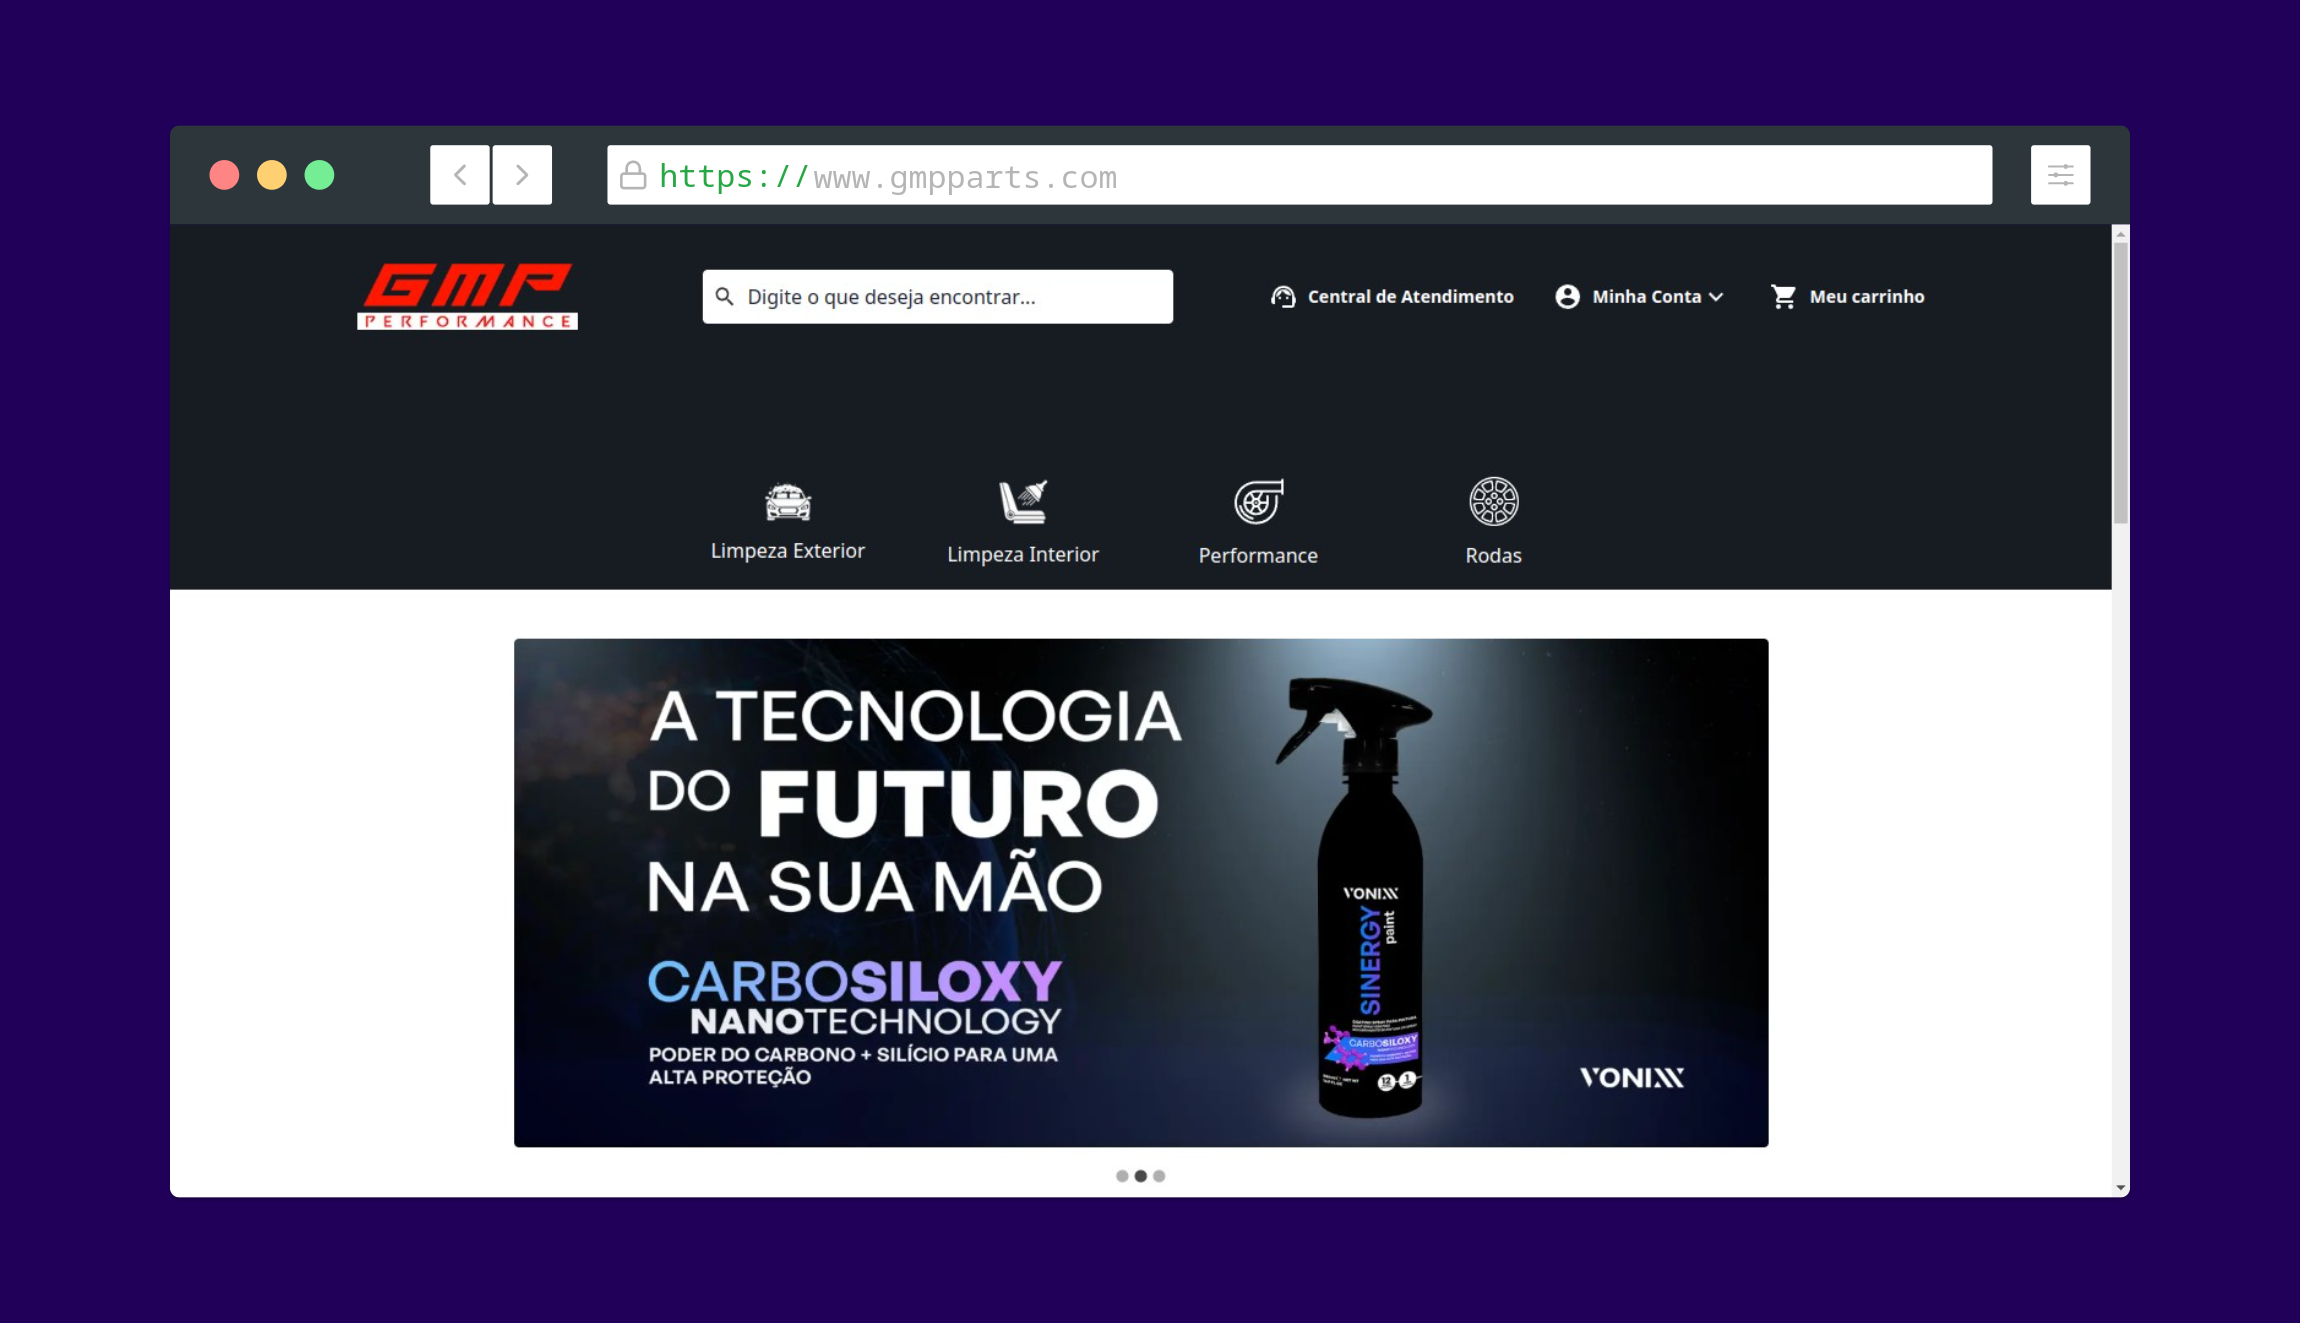 https://www.gmpparts.com
GMP
PERFORMANCE
Digite o que deseja encontrar...
Central de Atendimento
Minha Conta
Meu carrinho
Limpeza Exterior
Limpeza Interior
Performance
Rodas
A TECNOLOGIA
DO FUTURO
NA SUA MÃO
CARBOSILOXY
NANOTECHNOLOGY
PODER DO CARBONO + SILÍCIO PARA UMA
ALTA PROTEÇÃO
VONIXX
SINERGY
paint
CARBOSILOXY
12
1
VONIXX